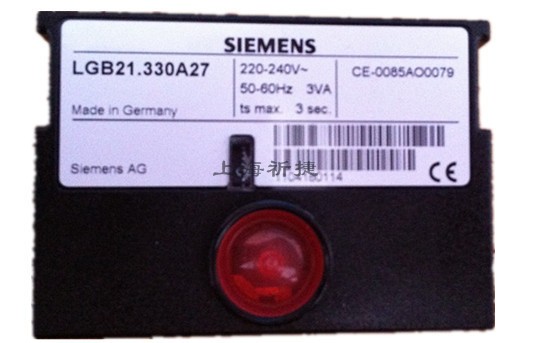 SIEMENS
LGB21.330A27
220-240V~
CE-0085AO0079
50-60Hz 3VA
Made in Germany
ts max. 3 sec.
Siemens AG
上海祈捷
1104180114
CE